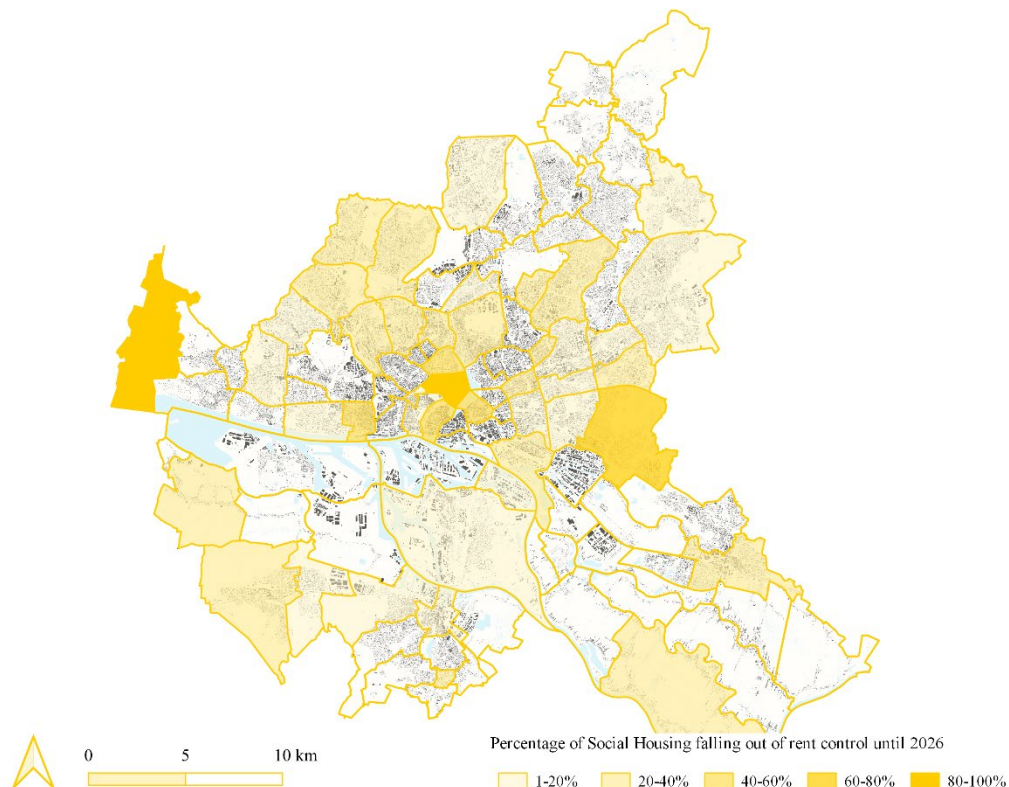 Percentage of Social Housing falling out of rent control until 2026
0 5 10 km
1-20% 20-40% 40-60% 60-80% 80-100%